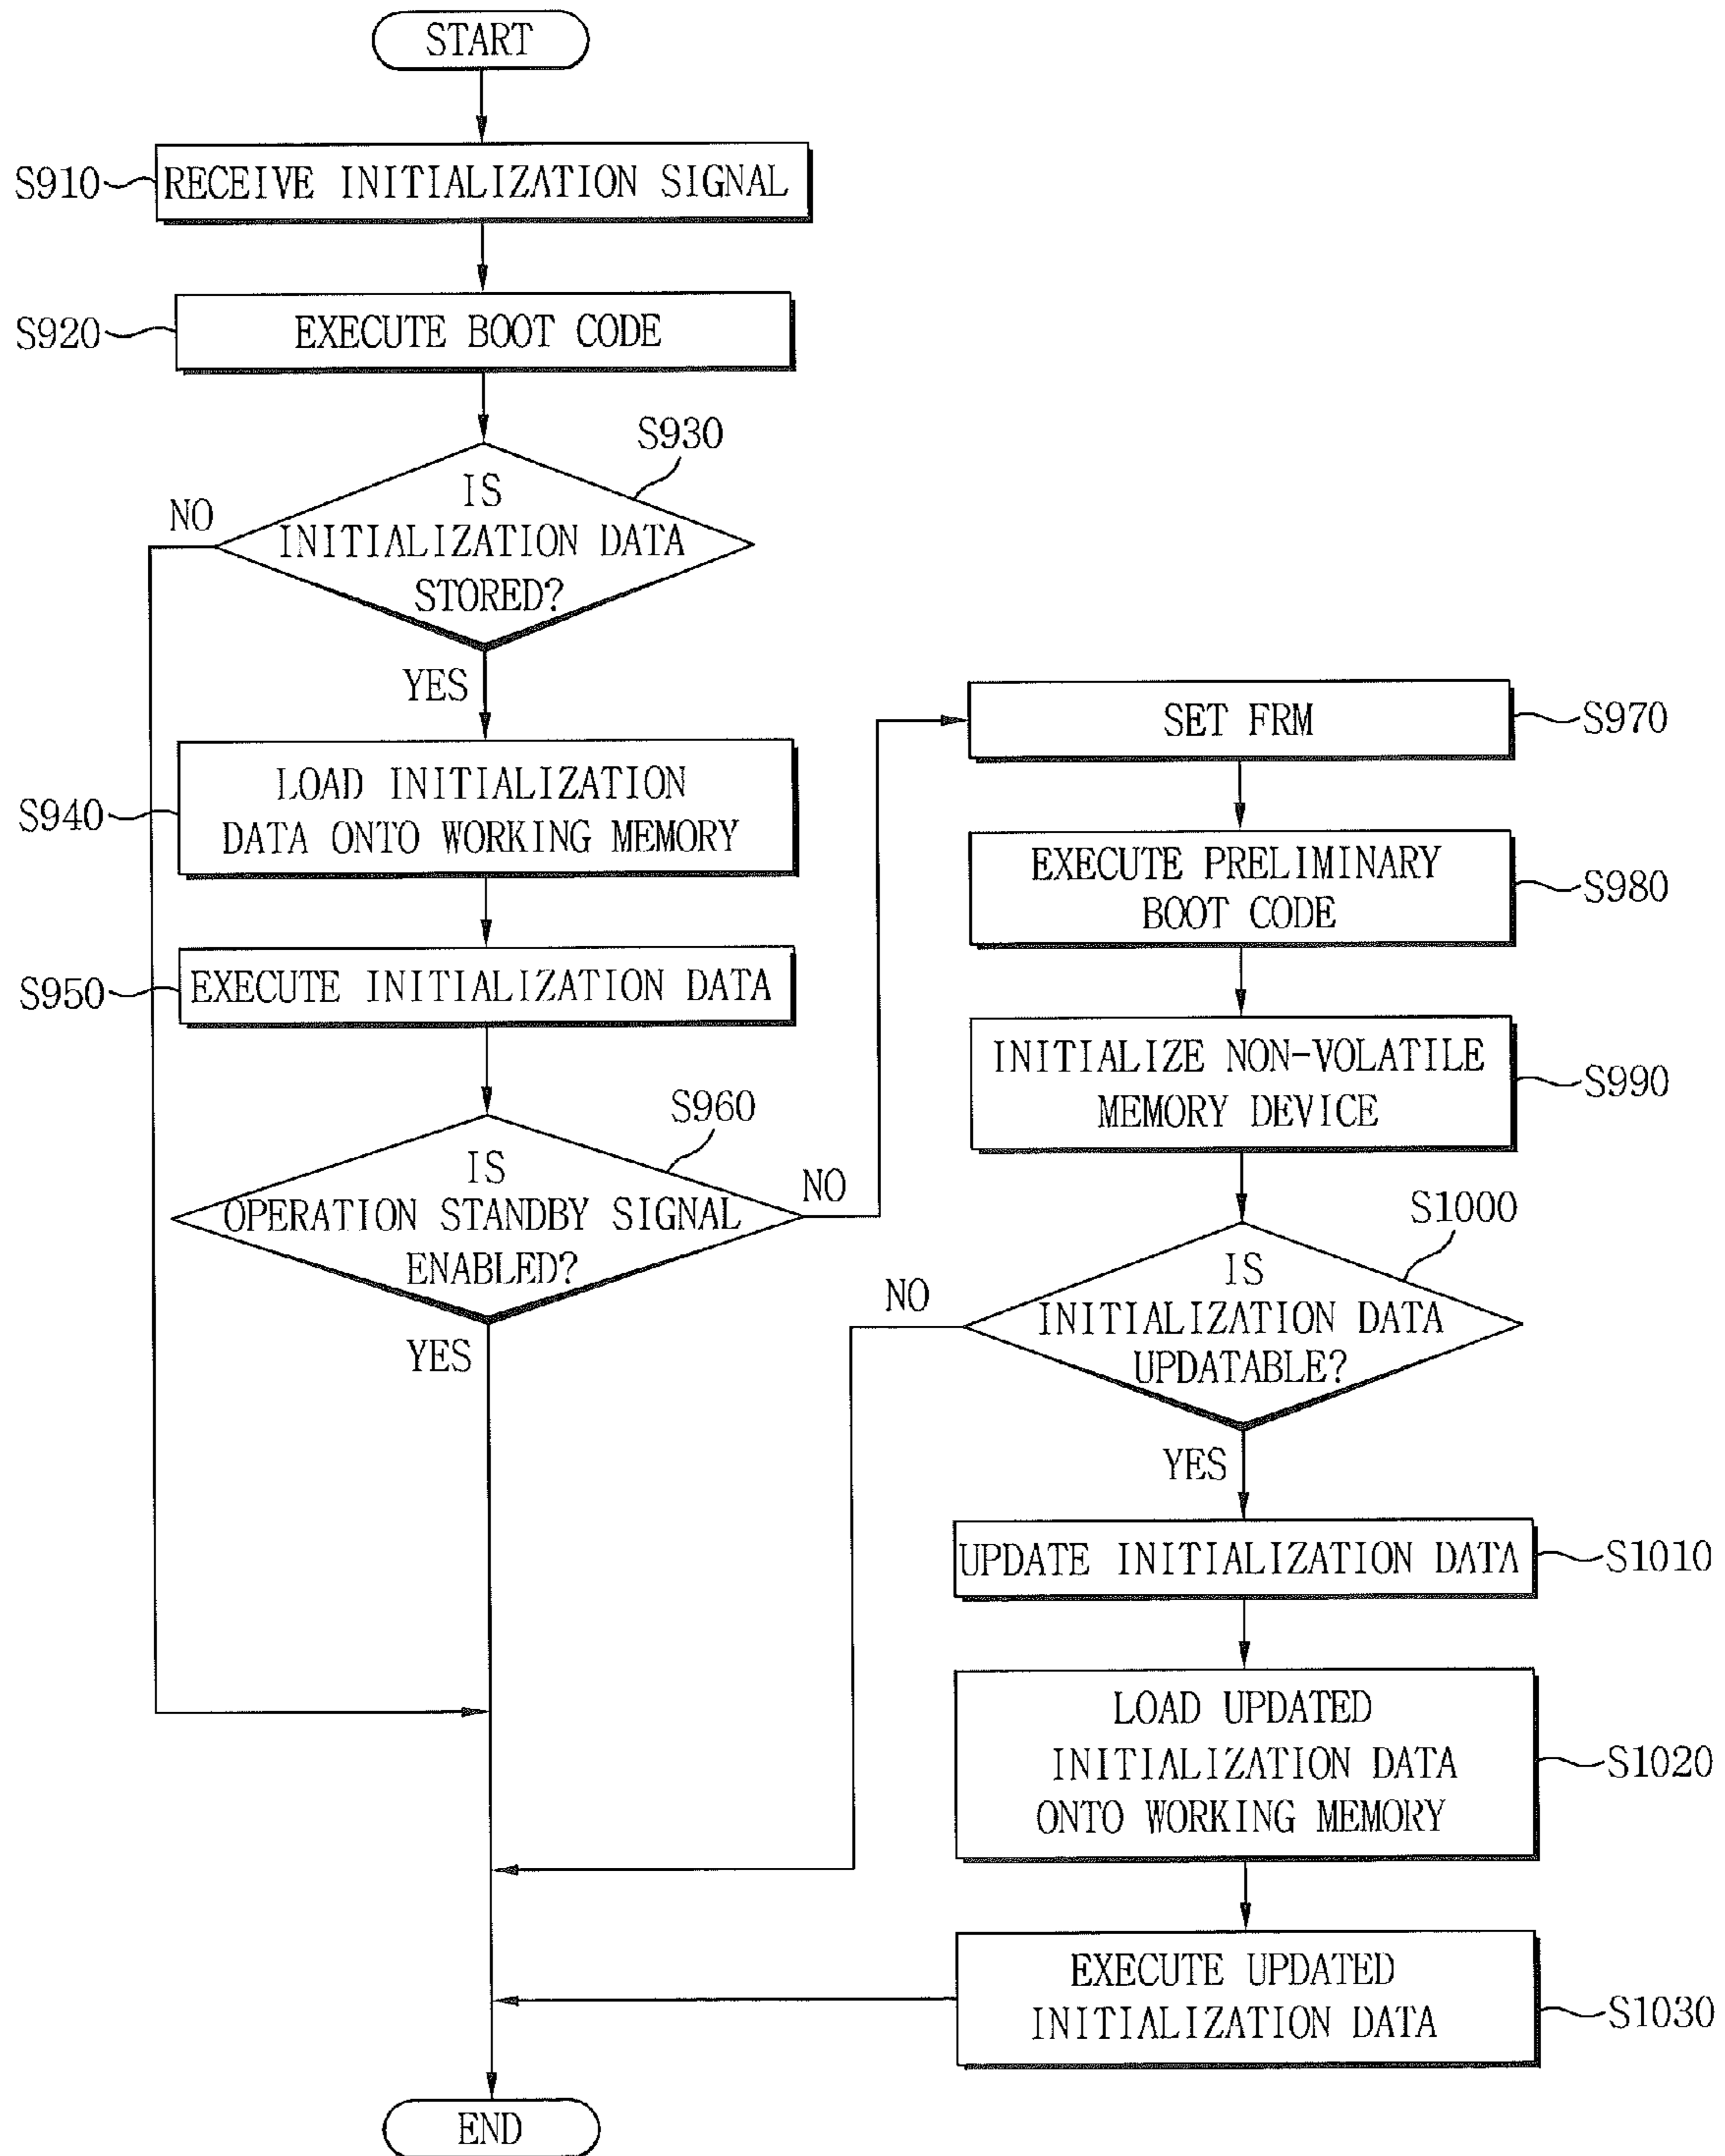 START
S910
RECEIVE INITIALIZATION SIGNAL
S920
EXECUTE BOOT CODE
S930
IS
INITIALIZATION DATA
STORED?
NO
YES
S940
LOAD INITIALIZATION
DATA ONTO WORKING MEMORY
S950
EXECUTE INITIALIZATION DATA
S960
IS
OPERATION STANDBY SIGNAL
ENABLED?
NO
YES
SET FRM
S970
EXECUTE PRELIMINARY
BOOT CODE
S980
INITIALIZE NON-VOLATILE
MEMORY DEVICE
S990
S1000
IS
INITIALIZATION DATA
UPDATABLE?
NO
YES
UPDATE INITIALIZATION DATA
S1010
LOAD UPDATED
INITIALIZATION DATA
ONTO WORKING MEMORY
S1020
EXECUTE UPDATED
INITIALIZATION DATA
S1030
END